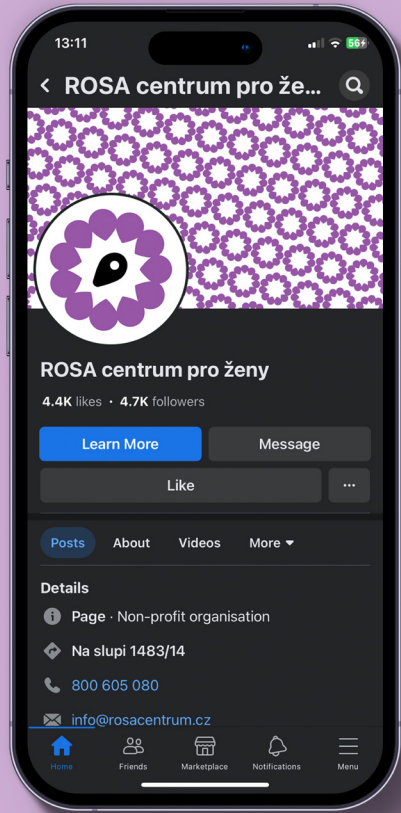 13:11
56
ROSA centrum pro že...
ROSA centrum pro ženy
4.4K likes · 4.7K followers
Learn More
Message
Like
...
Posts About Videos More
Details
Page · Non-profit organisation
Na slupi 1483/14
800 605 080
info@rosacentrum.cz
Home Friends Marketplace Notifications Menu